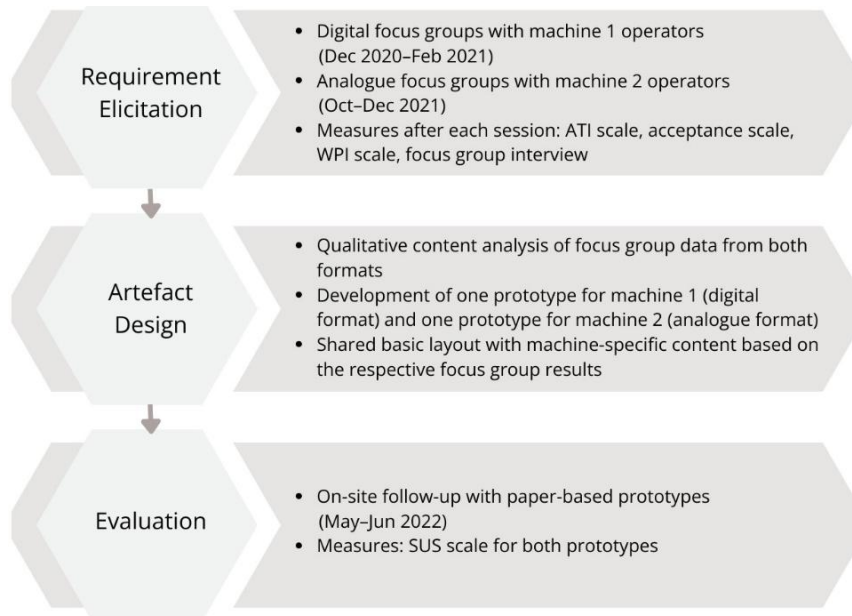 Requirement
Elicitation
• Digital focus groups with machine 1 operators
(Dec 2020–Feb 2021)
• Analogue focus groups with machine 2 operators
(Oct–Dec 2021)
• Measures after each session: ATI scale, acceptance scale,
WPI scale, focus group interview
Artefact
Design
• Qualitative content analysis of focus group data from both
formats
• Development of one prototype for machine 1 (digital
format) and one prototype for machine 2 (analogue format)
• Shared basic layout with machine-specific content based on
the respective focus group results
Evaluation
• On-site follow-up with paper-based prototypes
(May–Jun 2022)
• Measures: SUS scale for both prototypes